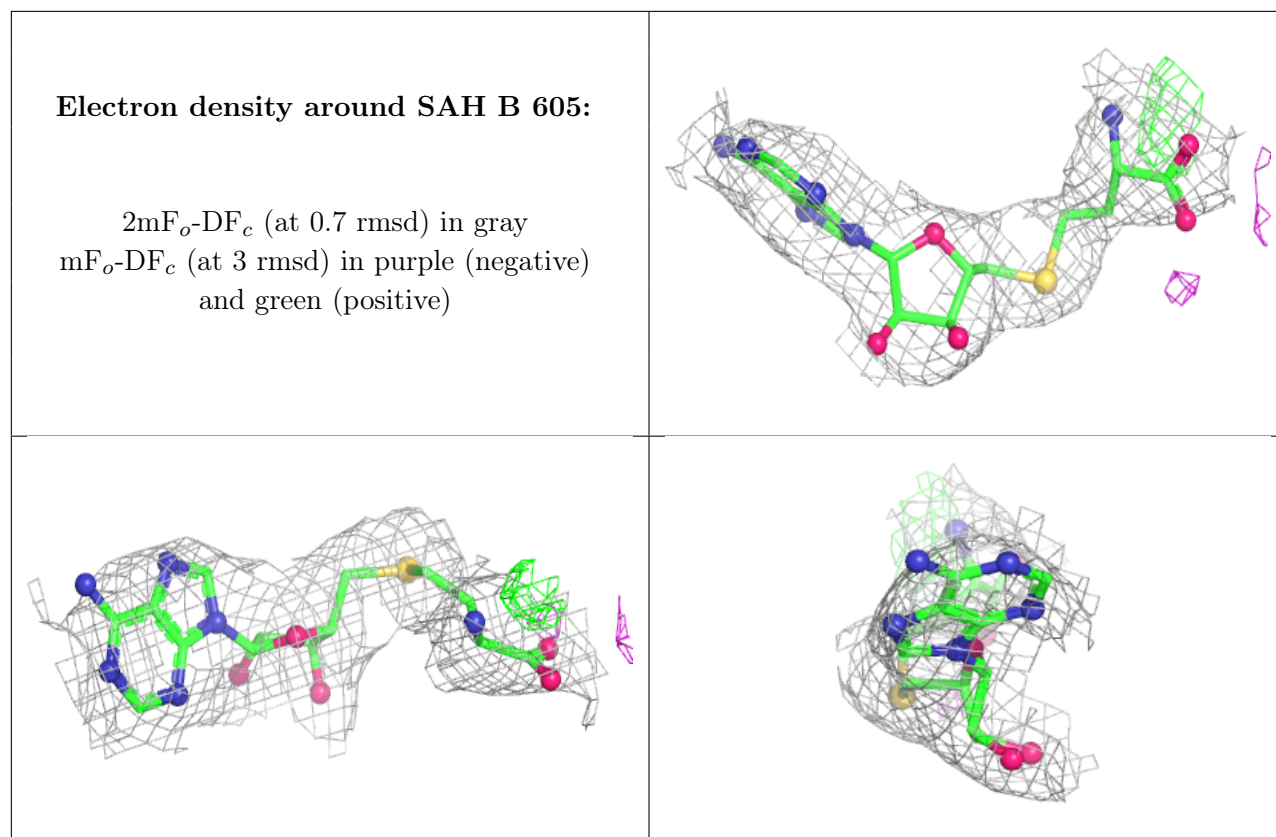 Electron density around SAH B 605:
2mFo-DFc (at 0.7 rmsd) in gray
mFo-DFc (at 3 rmsd) in purple (negative)
and green (positive)